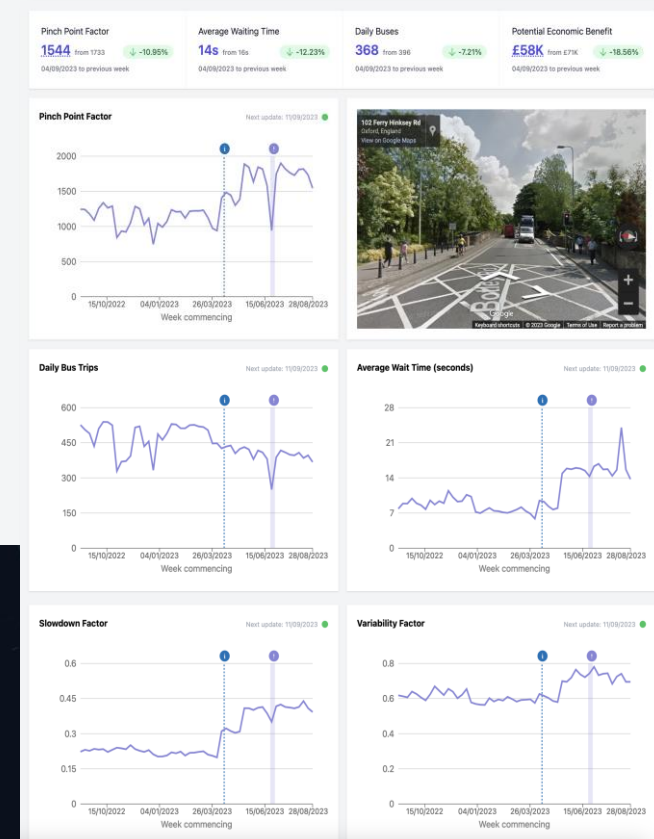 Pinch Point Factor
1544 from 1733 ↓ -10.95%
04/09/2023 to previous week
Average Waiting Time
14s from 16s ↓ -12.23%
04/09/2023 to previous week
Daily Buses
368 from 396 ↓ -7.21%
04/09/2023 to previous week
Potential Economic Benefit
£58K from £71K ↓ -18.56%
04/09/2023 to previous week
Pinch Point Factor
Next update: 11/09/2023
2000
1500
1000
500
0
15/10/2022 04/01/2023 26/03/2023 15/06/2023 28/08/2023
Week commencing
102 Ferry Hinksey Rd
Oxford, England
View on Google Maps
Google
Keyboard shortcuts © 2023 Google Terms of Use Report a problem
Daily Bus Trips
Next update: 11/09/2023
600
450
300
150
0
15/10/2022 04/01/2023 26/03/2023 15/06/2023 28/08/2023
Week commencing
Average Wait Time (seconds)
Next update: 11/09/2023
28
21
14
7
0
15/10/2022 04/01/2023 26/03/2023 15/06/2023 28/08/2023
Week commencing
Slowdown Factor
Next update: 11/09/2023
0.6
0.45
0.3
0.15
0
15/10/2022 04/01/2023 26/03/2023 15/06/2023 28/08/2023
Week commencing
Variability Factor
Next update: 11/09/2023
0.8
0.6
0.4
0.2
0
15/10/2022 04/01/2023 26/03/2023 15/06/2023 28/08/2023
Week commencing